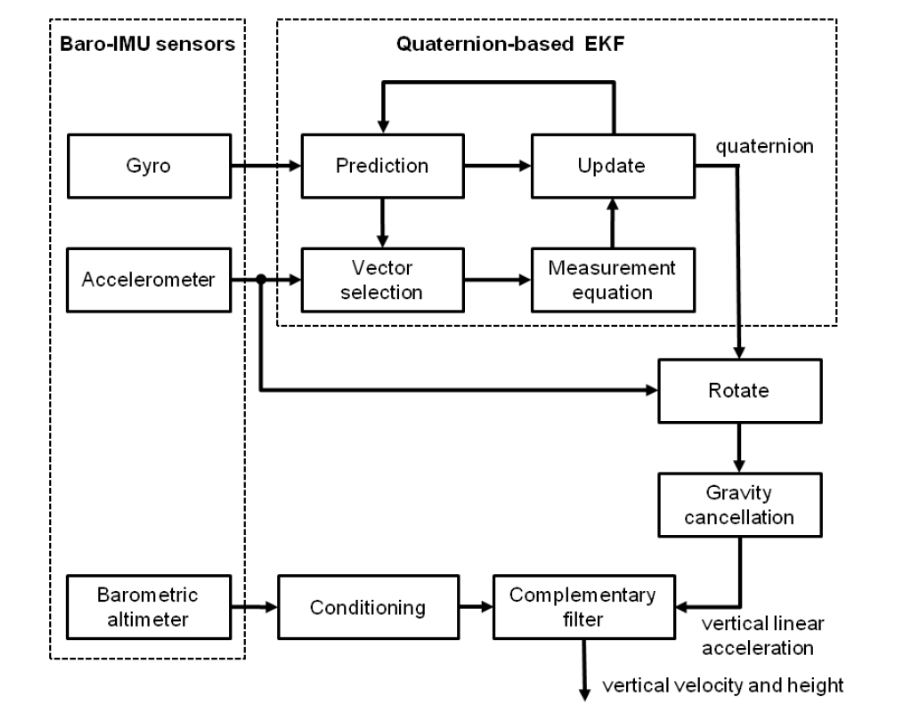 Baro-IMU sensors
Quaternion-based EKF
Gyro
Prediction
Update
quaternion
Accelerometer
Vector
selection
Measurement
equation
Rotate
Gravity
cancellation
Barometric
altimeter
Conditioning
Complementary
filter
vertical linear
acceleration
vertical velocity and height